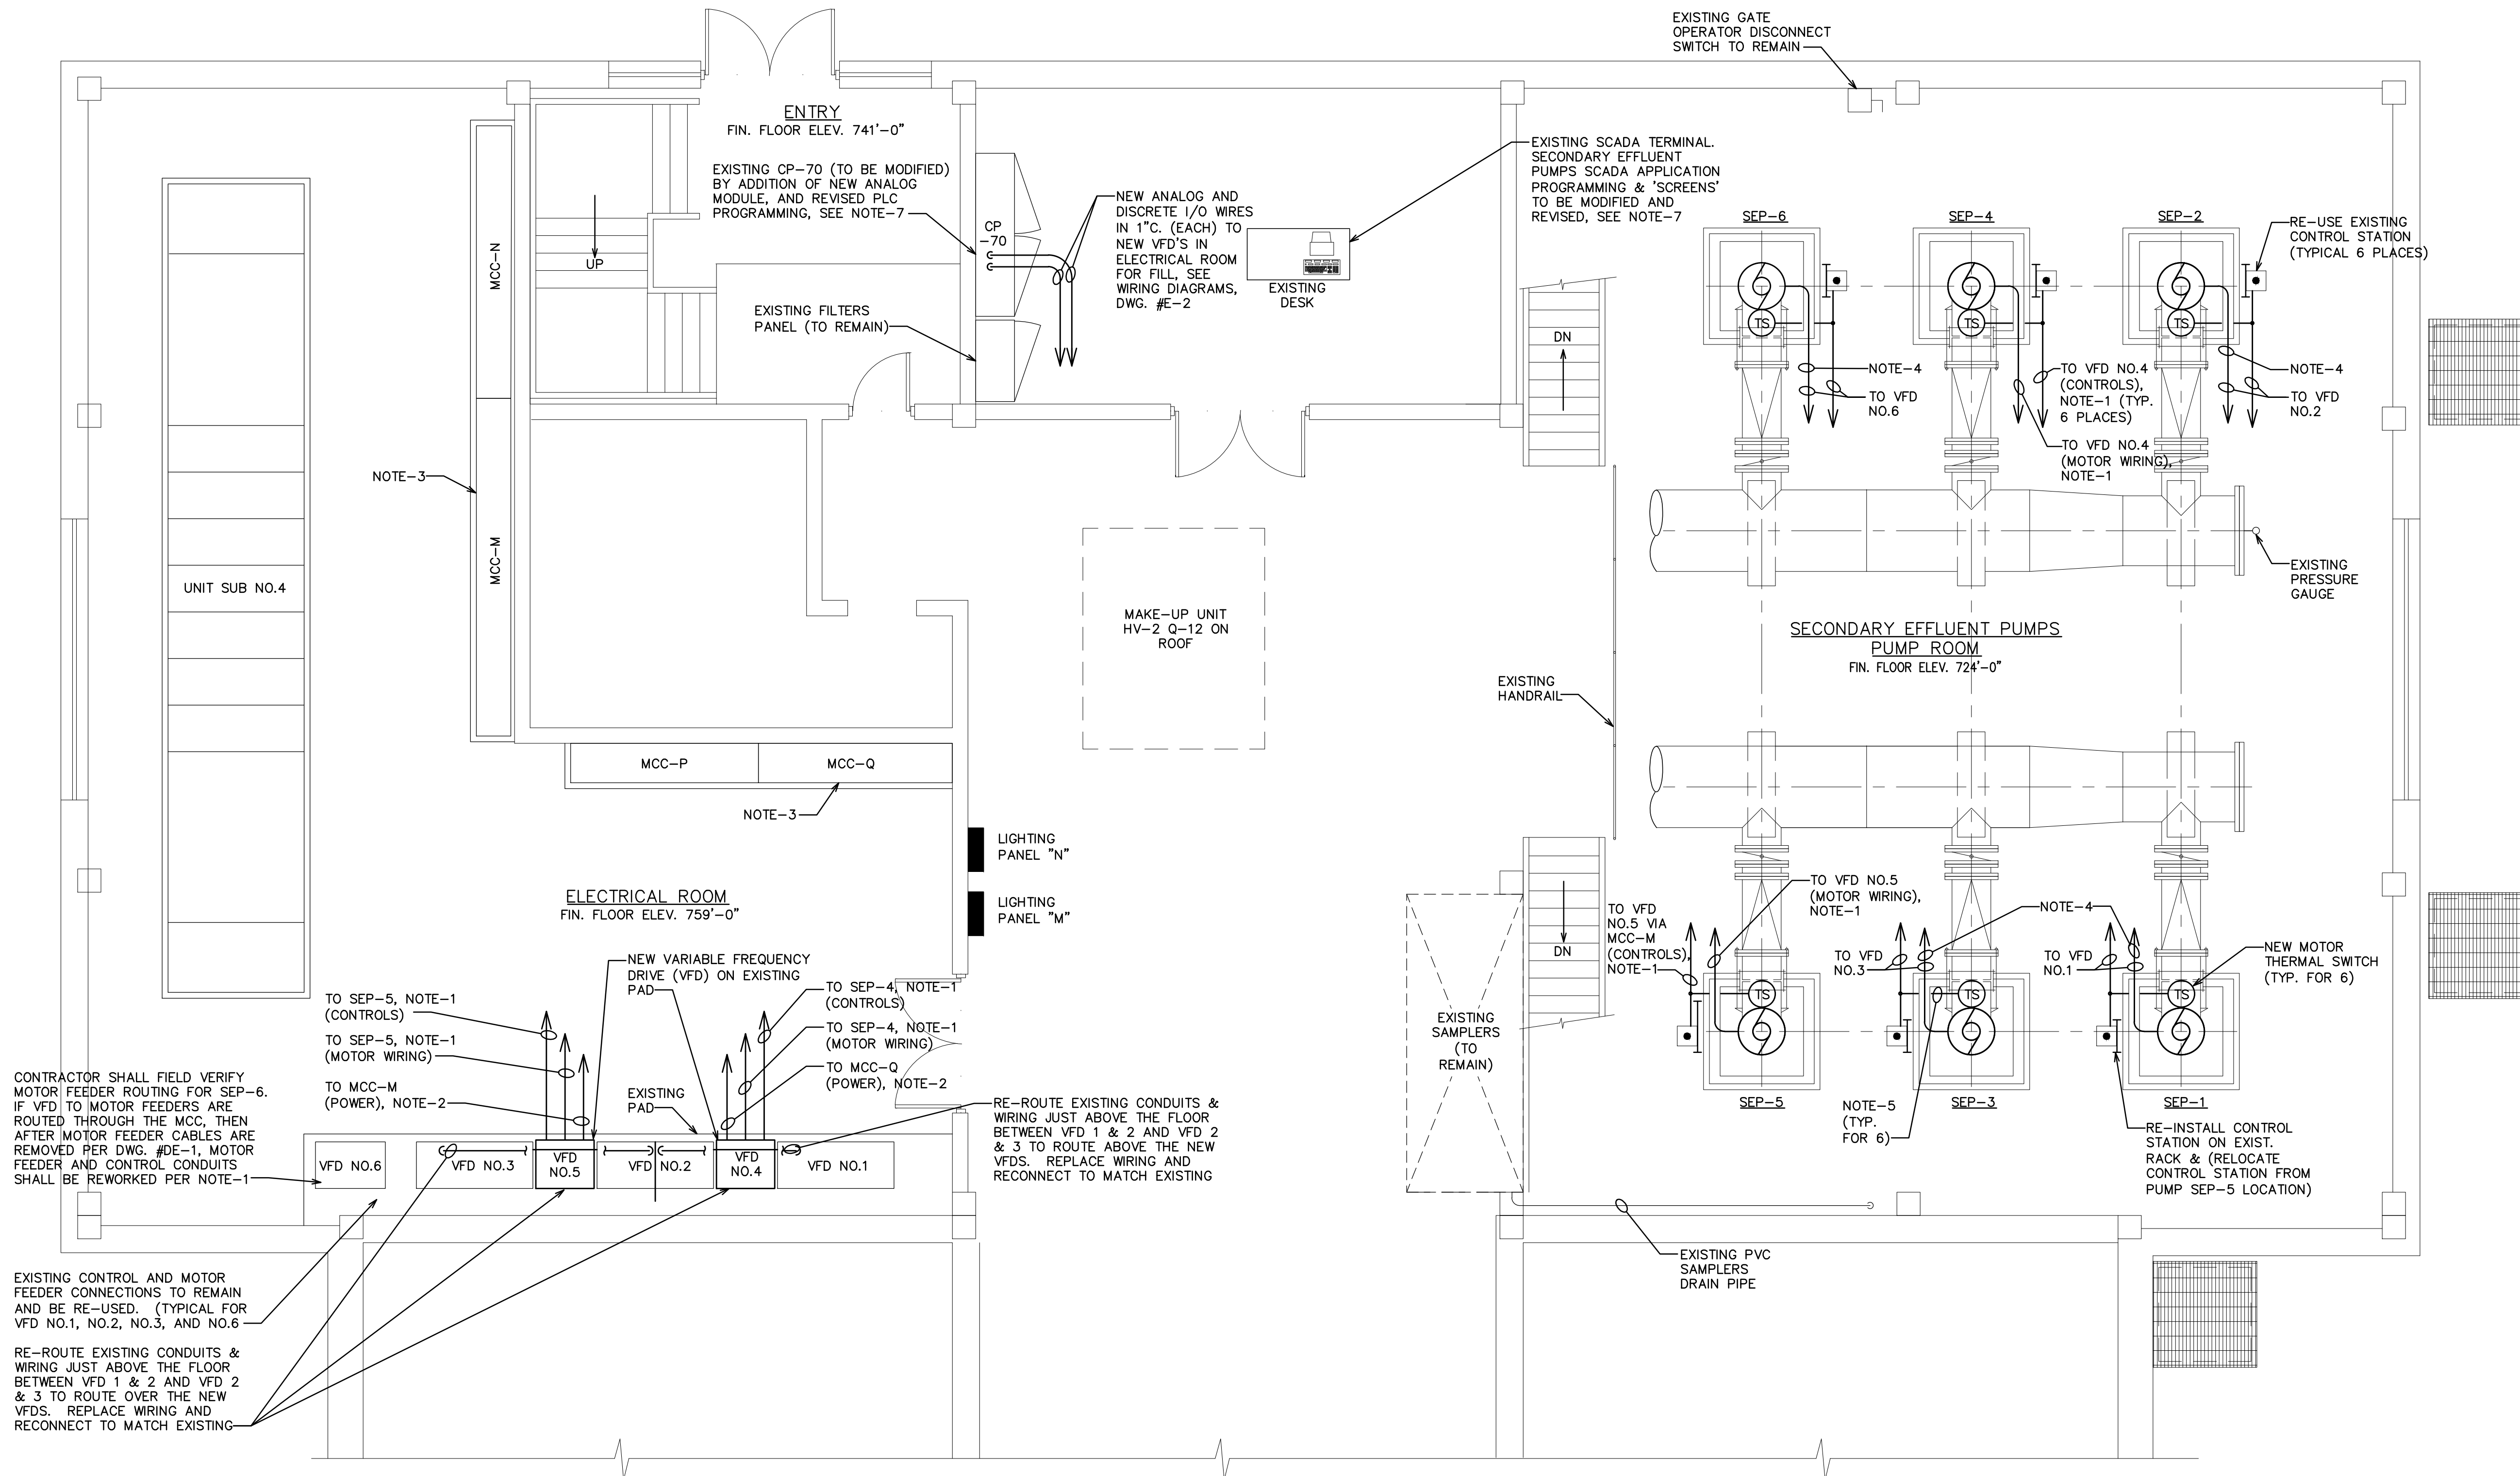 EXISTING GATE
OPERATOR DISCONNECT
SWITCH TO REMAIN
ENTRY
FIN. FLOOR ELEV. 741'-0"
EXISTING CP-70 (TO BE MODIFIED)
BY ADDITION OF NEW ANALOG
MODULE, AND REVISED PLC
PROGRAMMING, SEE NOTE-7
CP
-70
NEW ANALOG AND
DISCRETE I/O WIRES
IN 1"C. (EACH) TO
NEW VFD'S IN
ELECTRICAL ROOM
FOR FILL, SEE
WIRING DIAGRAMS,
DWG. #E-2
EXISTING
DESK
EXISTING SCADA TERMINAL.
SECONDARY EFFLUENT
PUMPS SCADA APPLICATION
PROGRAMMING & 'SCREENS'
TO BE MODIFIED AND
REVISED, SEE NOTE-7
SEP-6
SEP-4
SEP-2
RE-USE EXISTING
CONTROL STATION
(TYPICAL 6 PLACES)
MCC-N
UP
EXISTING FILTERS
PANEL (TO REMAIN)
DN
TS
TS
TS
NOTE-4
TO VFD
NO.6
TO VFD NO.4
(CONTROLS),
NOTE-1 (TYP.
6 PLACES)
TO VFD NO.4
(MOTOR WIRING),
NOTE-1
NOTE-4
TO VFD
NO.2
NOTE-3
MCC-M
UNIT SUB NO.4
MAKE-UP UNIT
HV-2 Q-12 ON
ROOF
EXISTING
PRESSURE
GAUGE
SECONDARY EFFLUENT PUMPS
PUMP ROOM
FIN. FLOOR ELEV. 724'-0"
EXISTING
HANDRAIL
MCC-P
MCC-Q
NOTE-3
LIGHTING
PANEL "N"
LIGHTING
PANEL "M"
ELECTRICAL ROOM
FIN. FLOOR ELEV. 759'-0"
NEW VARIABLE FREQUENCY
DRIVE (VFD) ON EXISTING
PAD
TO SEP-5, NOTE-1
(CONTROLS)
TO SEP-5, NOTE-1
(MOTOR WIRING)
TO MCC-M
(POWER), NOTE-2
EXISTING
PAD
TO SEP-4, NOTE-1
(CONTROLS)
TO SEP-4, NOTE-1
(MOTOR WIRING)
TO MCC-Q
(POWER), NOTE-2
TO VFD
NO.5 VIA
MCC-M
(CONTROLS),
NOTE-1
DN
TO VFD NO.5
(MOTOR WIRING),
NOTE-1
NOTE-4
TO VFD
NO.3
TO VFD
NO.1
NEW MOTOR
THERMAL SWITCH
(TYP. FOR 6)
TS
TS
TS
EXISTING
SAMPLERS
(TO
REMAIN)
SEP-5
SEP-3
SEP-1
NOTE-5
(TYP.
FOR 6)
RE-INSTALL CONTROL
STATION ON EXIST.
RACK & (RELOCATE
CONTROL STATION FROM
PUMP SEP-5 LOCATION)
CONTRACTOR SHALL FIELD VERIFY
MOTOR FEEDER ROUTING FOR SEP-6.
IF VFD TO MOTOR FEEDERS ARE
ROUTED THROUGH THE MCC, THEN
AFTER MOTOR FEEDER CABLES ARE
REMOVED PER DWG. #DE-1, MOTOR
FEEDER AND CONTROL CONDUITS
SHALL BE REWORKED PER NOTE-1
VFD NO.6
VFD NO.3
VFD
NO.5
VFD NO.2
VFD
NO.4
VFD NO.1
RE-ROUTE EXISTING CONDUITS &
WIRING JUST ABOVE THE FLOOR
BETWEEN VFD 1 & 2 AND VFD 2
& 3 TO ROUTE ABOVE THE NEW
VFDS. REPLACE WIRING AND
RECONNECT TO MATCH EXISTING
EXISTING PVC
SAMPLERS
DRAIN PIPE
EXISTING CONTROL AND MOTOR
FEEDER CONNECTIONS TO REMAIN
AND BE RE-USED. (TYPICAL FOR
VFD NO.1, NO.2, NO.3, AND NO.6
RE-ROUTE EXISTING CONDUITS &
WIRING JUST ABOVE THE FLOOR
BETWEEN VFD 1 & 2 AND VFD 2
& 3 TO ROUTE OVER THE NEW
VFDS. REPLACE WIRING AND
RECONNECT TO MATCH EXISTING